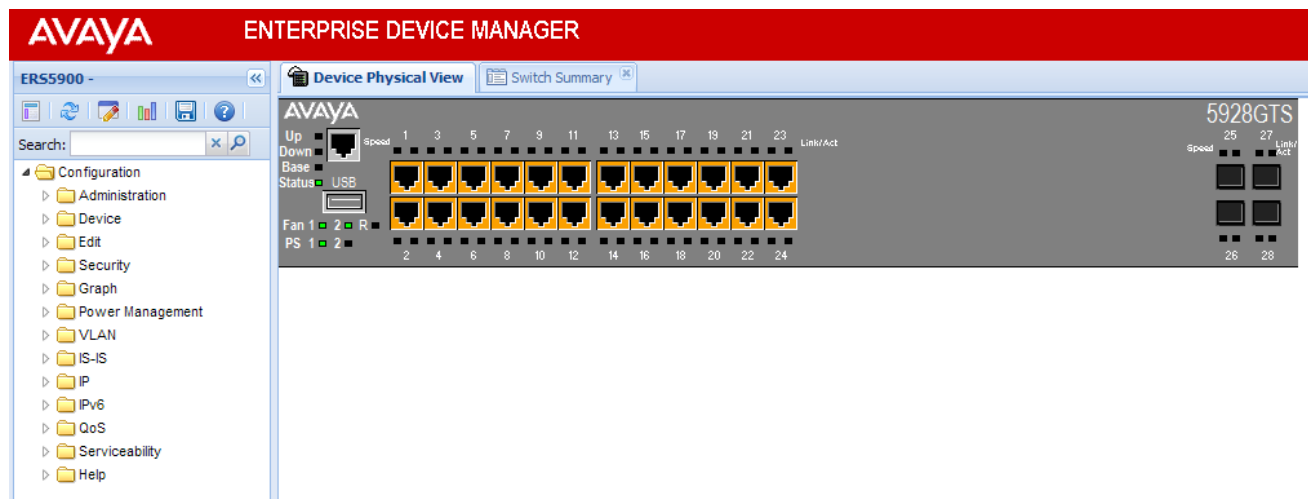 AVAYA ENTERPRISE DEVICE MANAGER
ERS5900 -
Device Physical View
Switch Summary
Search:
Configuration
Administration
Device
Edit
Security
Graph
Power Management
VLAN
IS-IS
IP
IPv6
QoS
Serviceability
Help
AVAYA 5928GTS
Up Speed 1 3 5 7 9 11 13 15 17 19 21 23 Link/Act Speed 25 27 Link/Act
Down
Base
Status USB
Fan 1 2 R
PS 1 2
2 4 6 8 10 12 14 16 18 20 22 24 26 28